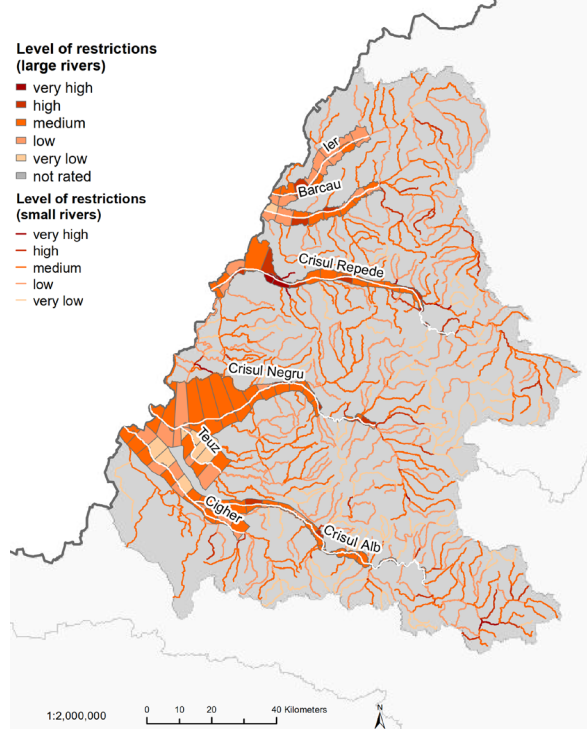 Level of restrictions
(large rivers)
very high
high
medium
low
very low
not rated
Level of restrictions
(small rivers)
very high
high
medium
low
very low
Ier
Barcau
Crisul Repede
Crisul Negru
Teuz
Cigher
Crisul Alb
1:2,000,000
0 10 20 40 Kilometers
N